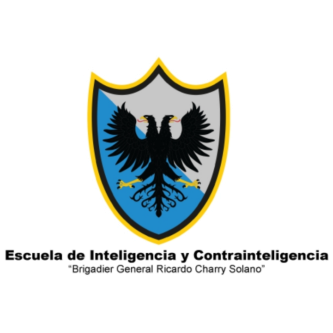 Escuela de Inteligencia y Contrainteligencia
“Brigadier General Ricardo Charry Solano”